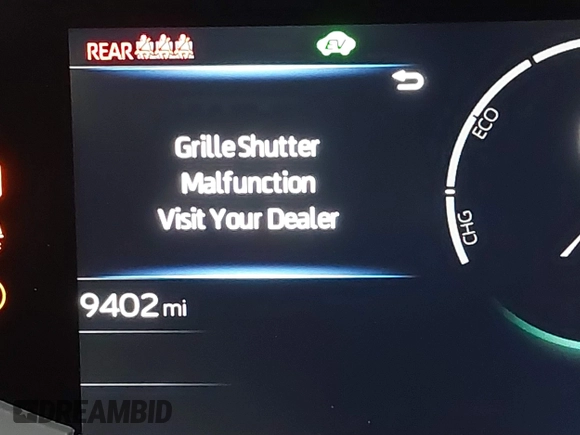 REAR
EV
Grille Shutter
Malfunction
Visit Your Dealer
ECO
CHG
9402 mi
DREAMBID